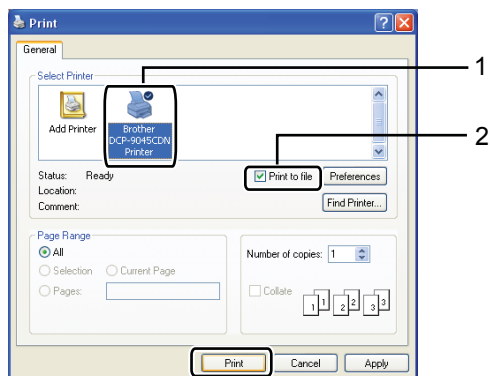 Print
General
1
Select Printer
Add Printer
Brother
DCP-9045CDN
Printer
2
Status: Ready
Print to file
Preferences
Location:
Comment:
Find Printer...
Page Range
All
Selection
Current Page
Pages:
Number of copies: 1
Collate
1 1 2 2 3 3
Print
Cancel
Apply